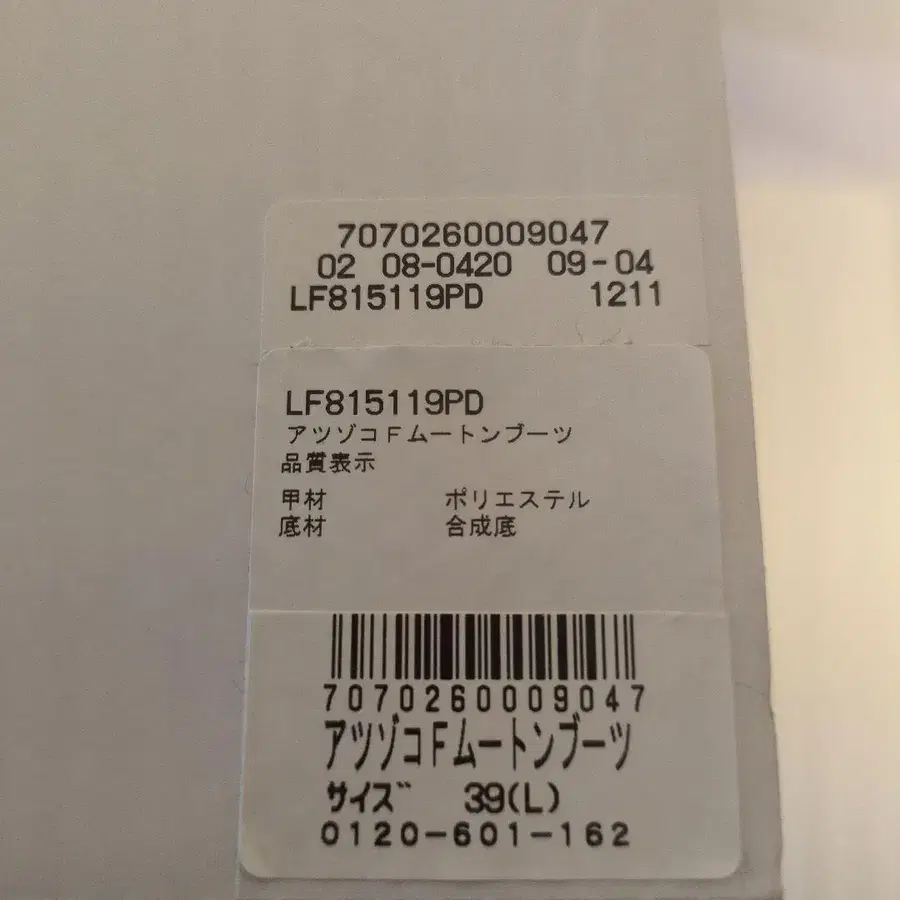 7070260009047
02 08-0420 09-04
LF815119PD 1211
LF815119PD
アツゾコFムートンブーツ
品質表示
甲材 ポリエステル
底材 合成底
7070260009047
アツゾコFムートンブーツ
サイズ 39(L)
0120-601-162